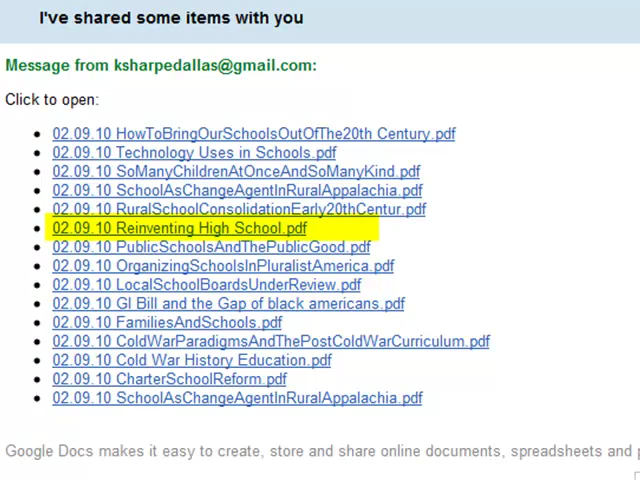 I've shared some items with you
Message from ksharpedallas@gmail.com:
Click to open:
02.09.10 HowToBringOurSchoolsOutOfThe20th Century.pdf
02.09.10 Technology Uses in Schools.pdf
02.09.10 SoManyChildrenAtOnceAndSoManyKind.pdf
02.09.10 SchoolAsChangeAgentInRuralAppalachia.pdf
02.09.10 RuralSchoolConsolidationEarly20thCentur.pdf
02.09.10 Reinventing High School.pdf
02.09.10 PublicSchoolsAndThePublicGood.pdf
02.09.10 OrganizingSchoolsInPluralistAmerica.pdf
02.09.10 LocalSchoolBoardsUnderReview.pdf
02.09.10 GI Bill and the Gap of black americans.pdf
02.09.10 FamiliesAndSchools.pdf
02.09.10 ColdWarParadigmsAndThePostColdWarCurriculum.pdf
02.09.10 Cold War History Education.pdf
02.09.10 CharterSchoolReform.pdf
02.09.10 SchoolAsChangeAgentInRuralAppalachia.pdf
Google Docs makes it easy to create, store and share online documents, spreadsheets and